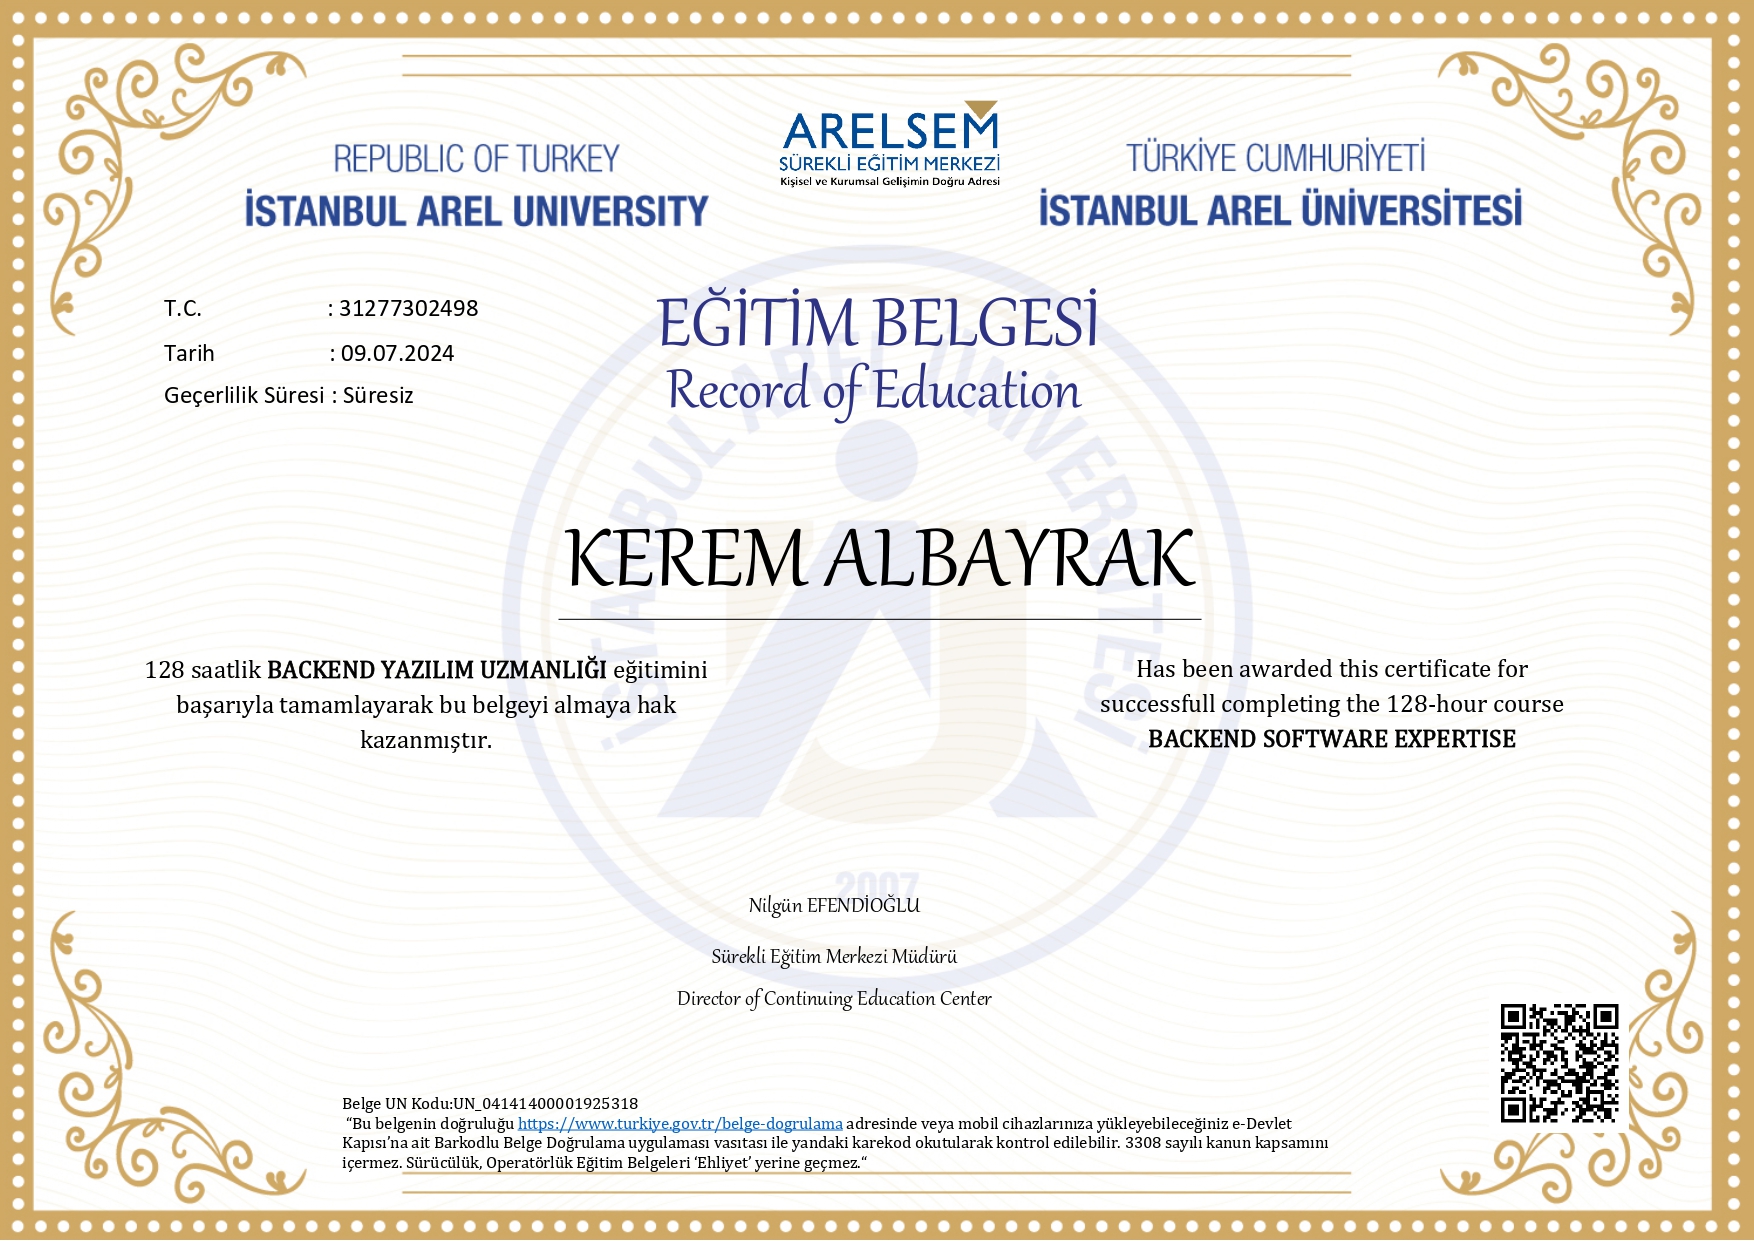 REPUBLIC OF TURKEY
İSTANBUL AREL UNIVERSITY
ARELSEM
SÜREKLİ EĞİTİM MERKEZİ
Kişisel ve Kurumsal Gelişimin Doğru Adresi
TÜRKİYE CUMHURİYETİ
İSTANBUL AREL ÜNİVERSİTESİ
T.C. : 31277302498
Tarih : 09.07.2024
Geçerlilik Süresi : Süresiz
EĞİTİM BELGESİ
Record of Education
İSTANBUL AREL ÜNİVERSİTESİ
KEREM ALBAYRAK
128 saatlik BACKEND YAZILIM UZMANLIĞI eğitimini
başarıyla tamamlayarak bu belgeyi almaya hak
kazanmıştır.
Has been awarded this certificate for
successfull completing the 128-hour course
BACKEND SOFTWARE EXPERTISE
2007
Nilgün EFENDİOĞLU
Sürekli Eğitim Merkezi Müdürü
Director of Continuing Education Center
Belge UN Kodu:UN_04141400001925318
“Bu belgenin doğruluğu https://www.turkiye.gov.tr/belge-dogrulama adresinde veya mobil cihazlarınıza yükleyebileceğiniz e-Devlet
Kapısı’na ait Barkodlu Belge Doğrulama uygulaması vasıtası ile yandaki karekod okutularak kontrol edilebilir. 3308 sayılı kanun kapsamını
içermez. Sürücülük, Operatörlük Eğitim Belgeleri ‘Ehliyet’ yerine geçmez.“